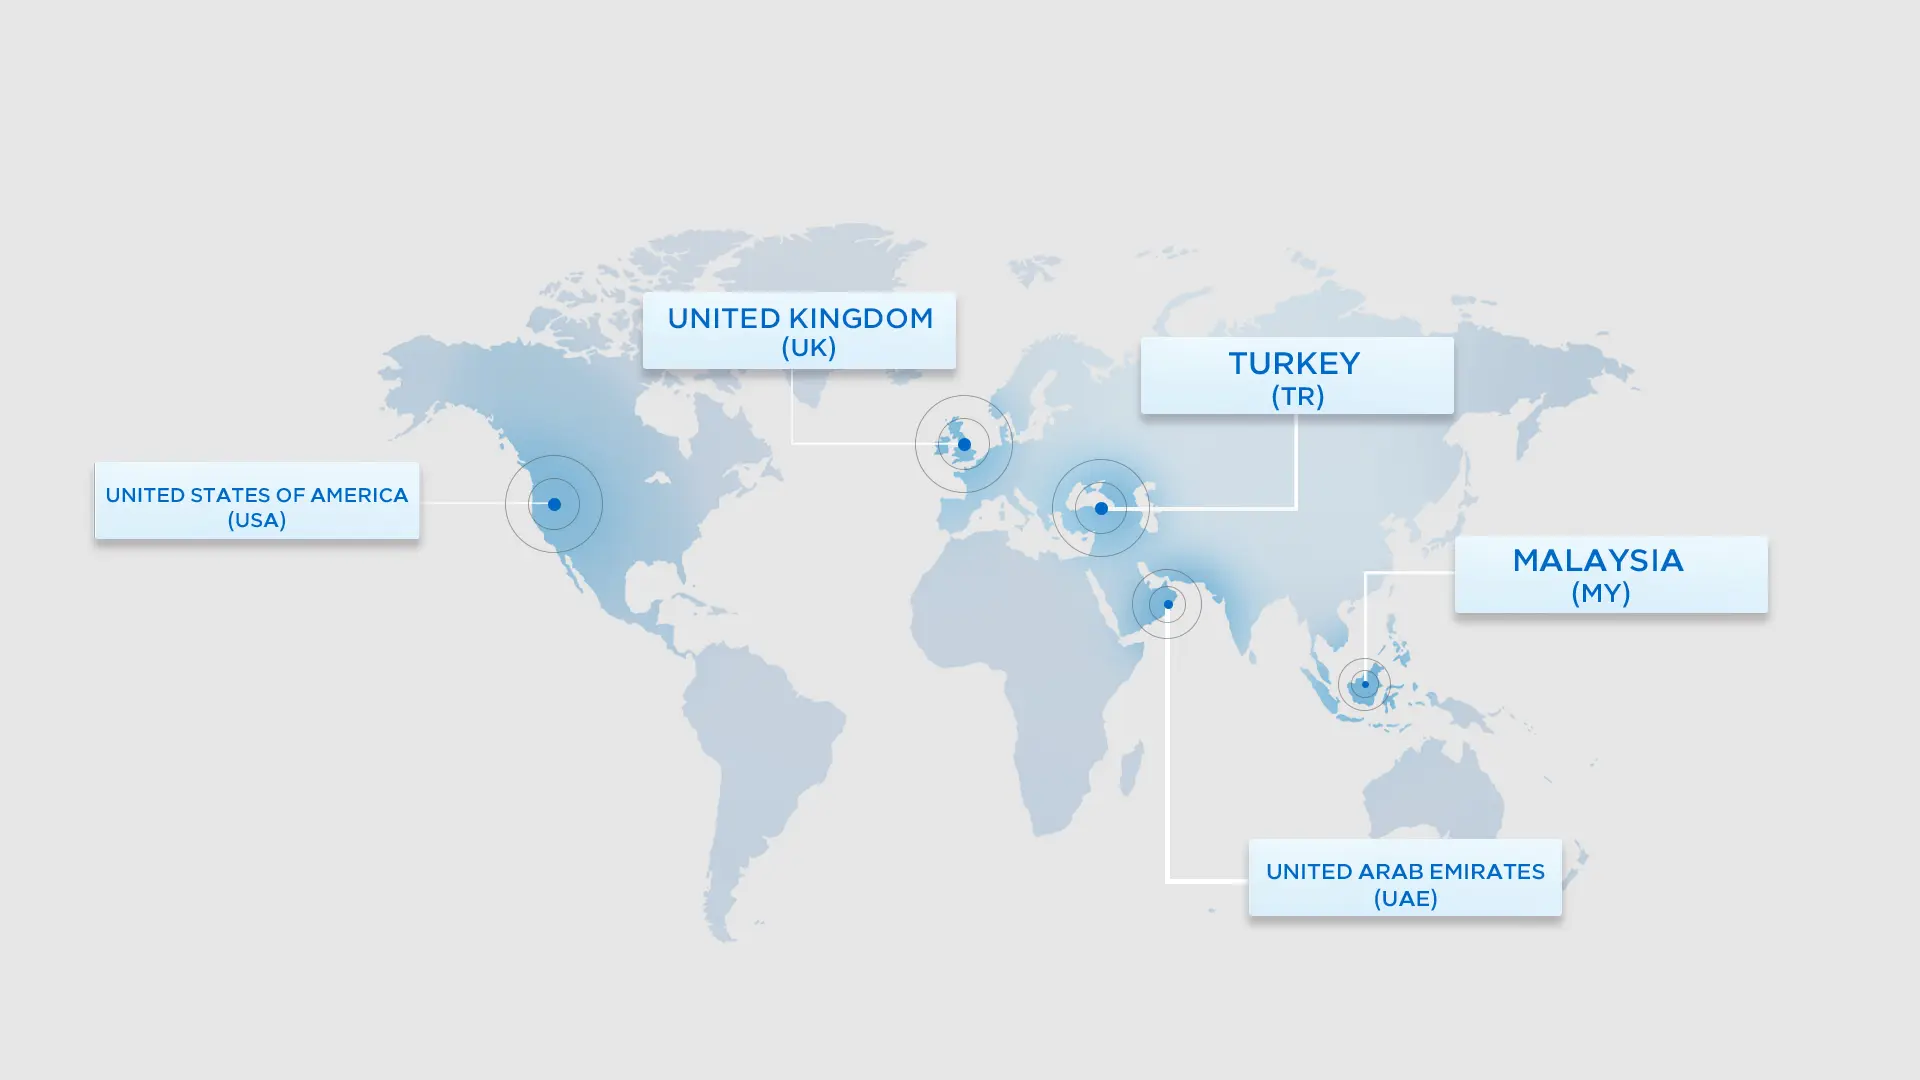 UNITED KINGDOM
(UK)
TURKEY
(TR)
UNITED STATES OF AMERICA
(USA)
MALAYSIA
(MY)
UNITED ARAB EMIRATES
(UAE)